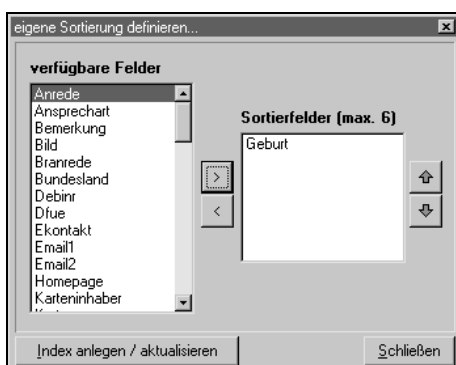 eigene Sortierung definieren...
verfügbare Felder
Anrede
Ansprechart
Bemerkung
Bild
Branrede
Bundesland
Debinr
Dfue
Ekontakt
Email1
Email2
Homepage
Karteninhaber
Sortierfelder (max. 6)
Geburt
>
<
Index anlegen / aktualisieren
Schließen